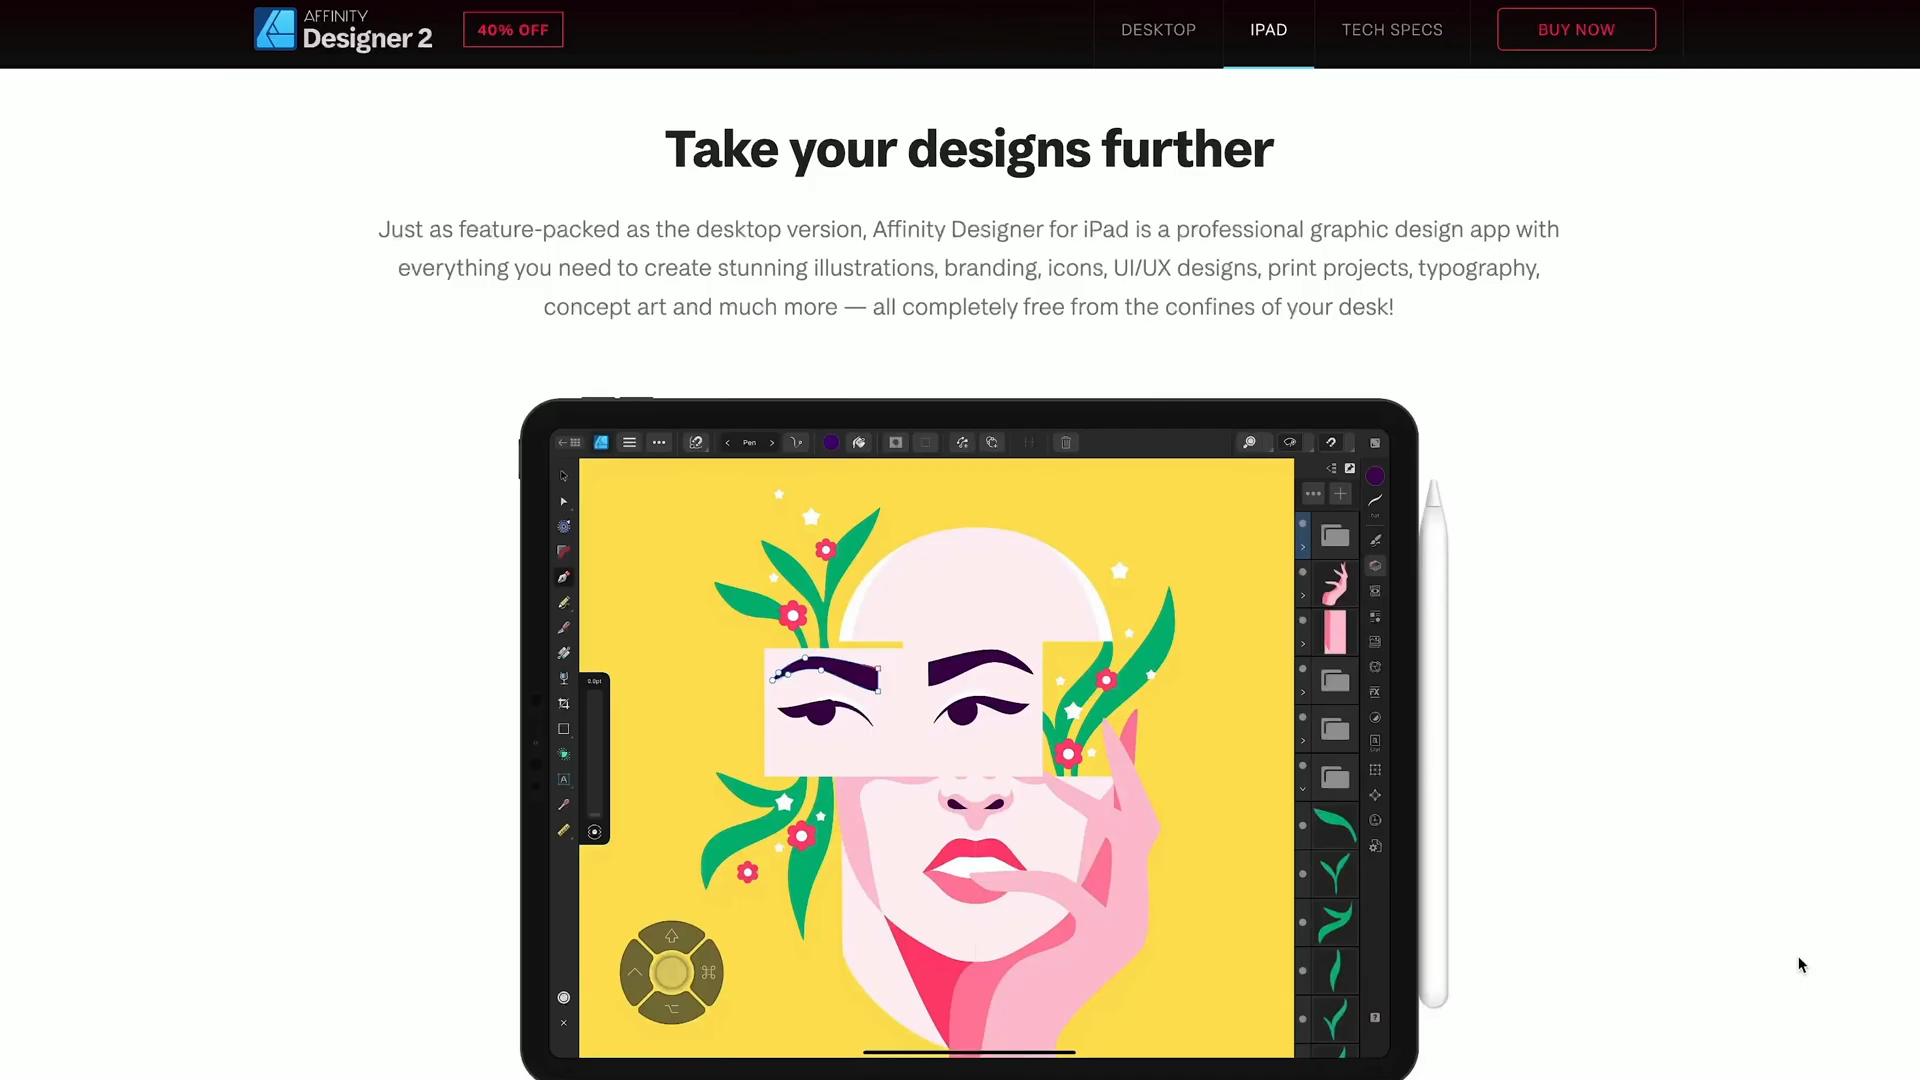 AFFINITY
Designer 2
40% OFF
DESKTOP
IPAD
TECH SPECS
BUY NOW
Take your designs further
Just as feature-packed as the desktop version, Affinity Designer for iPad is a professional graphic design app with
everything you need to create stunning illustrations, branding, icons, UI/UX designs, print projects, typography,
concept art and much more — all completely free from the confines of your desk!
Pen
0.0pt
A
FX
?